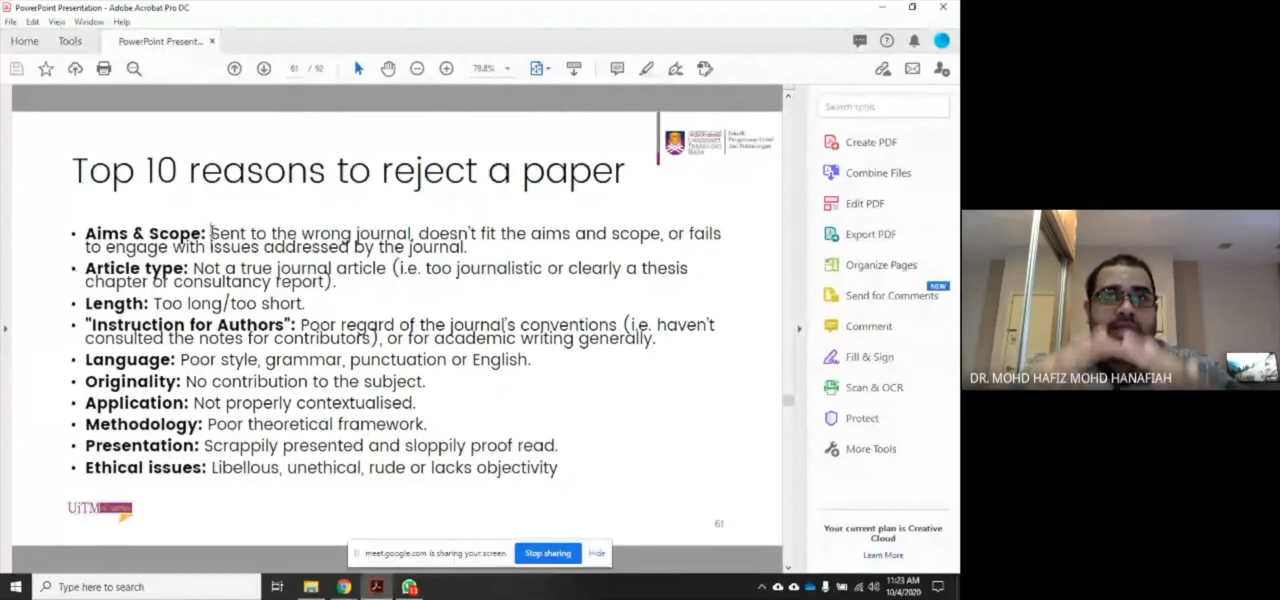 PowerPoint Presentation - Adobe Acrobat Pro DC
File Edit View Window Help
Home Tools PowerPoint Present... ×
61 / 92 78.8%
Search tools
Create PDF
Combine Files
Edit PDF
Export PDF
Organize Pages
NEW
Send for Comments
Comment
Fill & Sign
Scan & OCR
Protect
More Tools
Your current plan is Creative
Cloud
Learn More
UNIVERSITI
TEKNOLOGI
MARA
Top 10 reasons to reject a paper
• Aims & Scope: Sent to the wrong journal, doesn't fit the aims and scope, or fails
to engage with issues addressed by the journal.
• Article type: Not a true journal article (i.e. too journalistic or clearly a thesis
chapter or consultancy report).
• Length: Too long/too short.
• "Instruction for Authors": Poor regard of the journal's conventions (i.e. haven't
consulted the notes for contributors), or for academic writing generally.
• Language: Poor style, grammar, punctuation or English.
• Originality: No contribution to the subject.
• Application: Not properly contextualised.
• Methodology: Poor theoretical framework.
• Presentation: Scrappily presented and sloppily proof read.
• Ethical issues: Libellous, unethical, rude or lacks objectivity
UiTM
61
meet.google.com is sharing your screen. Stop sharing Hide
Type here to search
11:23 AM
10/4/2020
DR. MOHD HAFIZ MOHD HANAFIAH